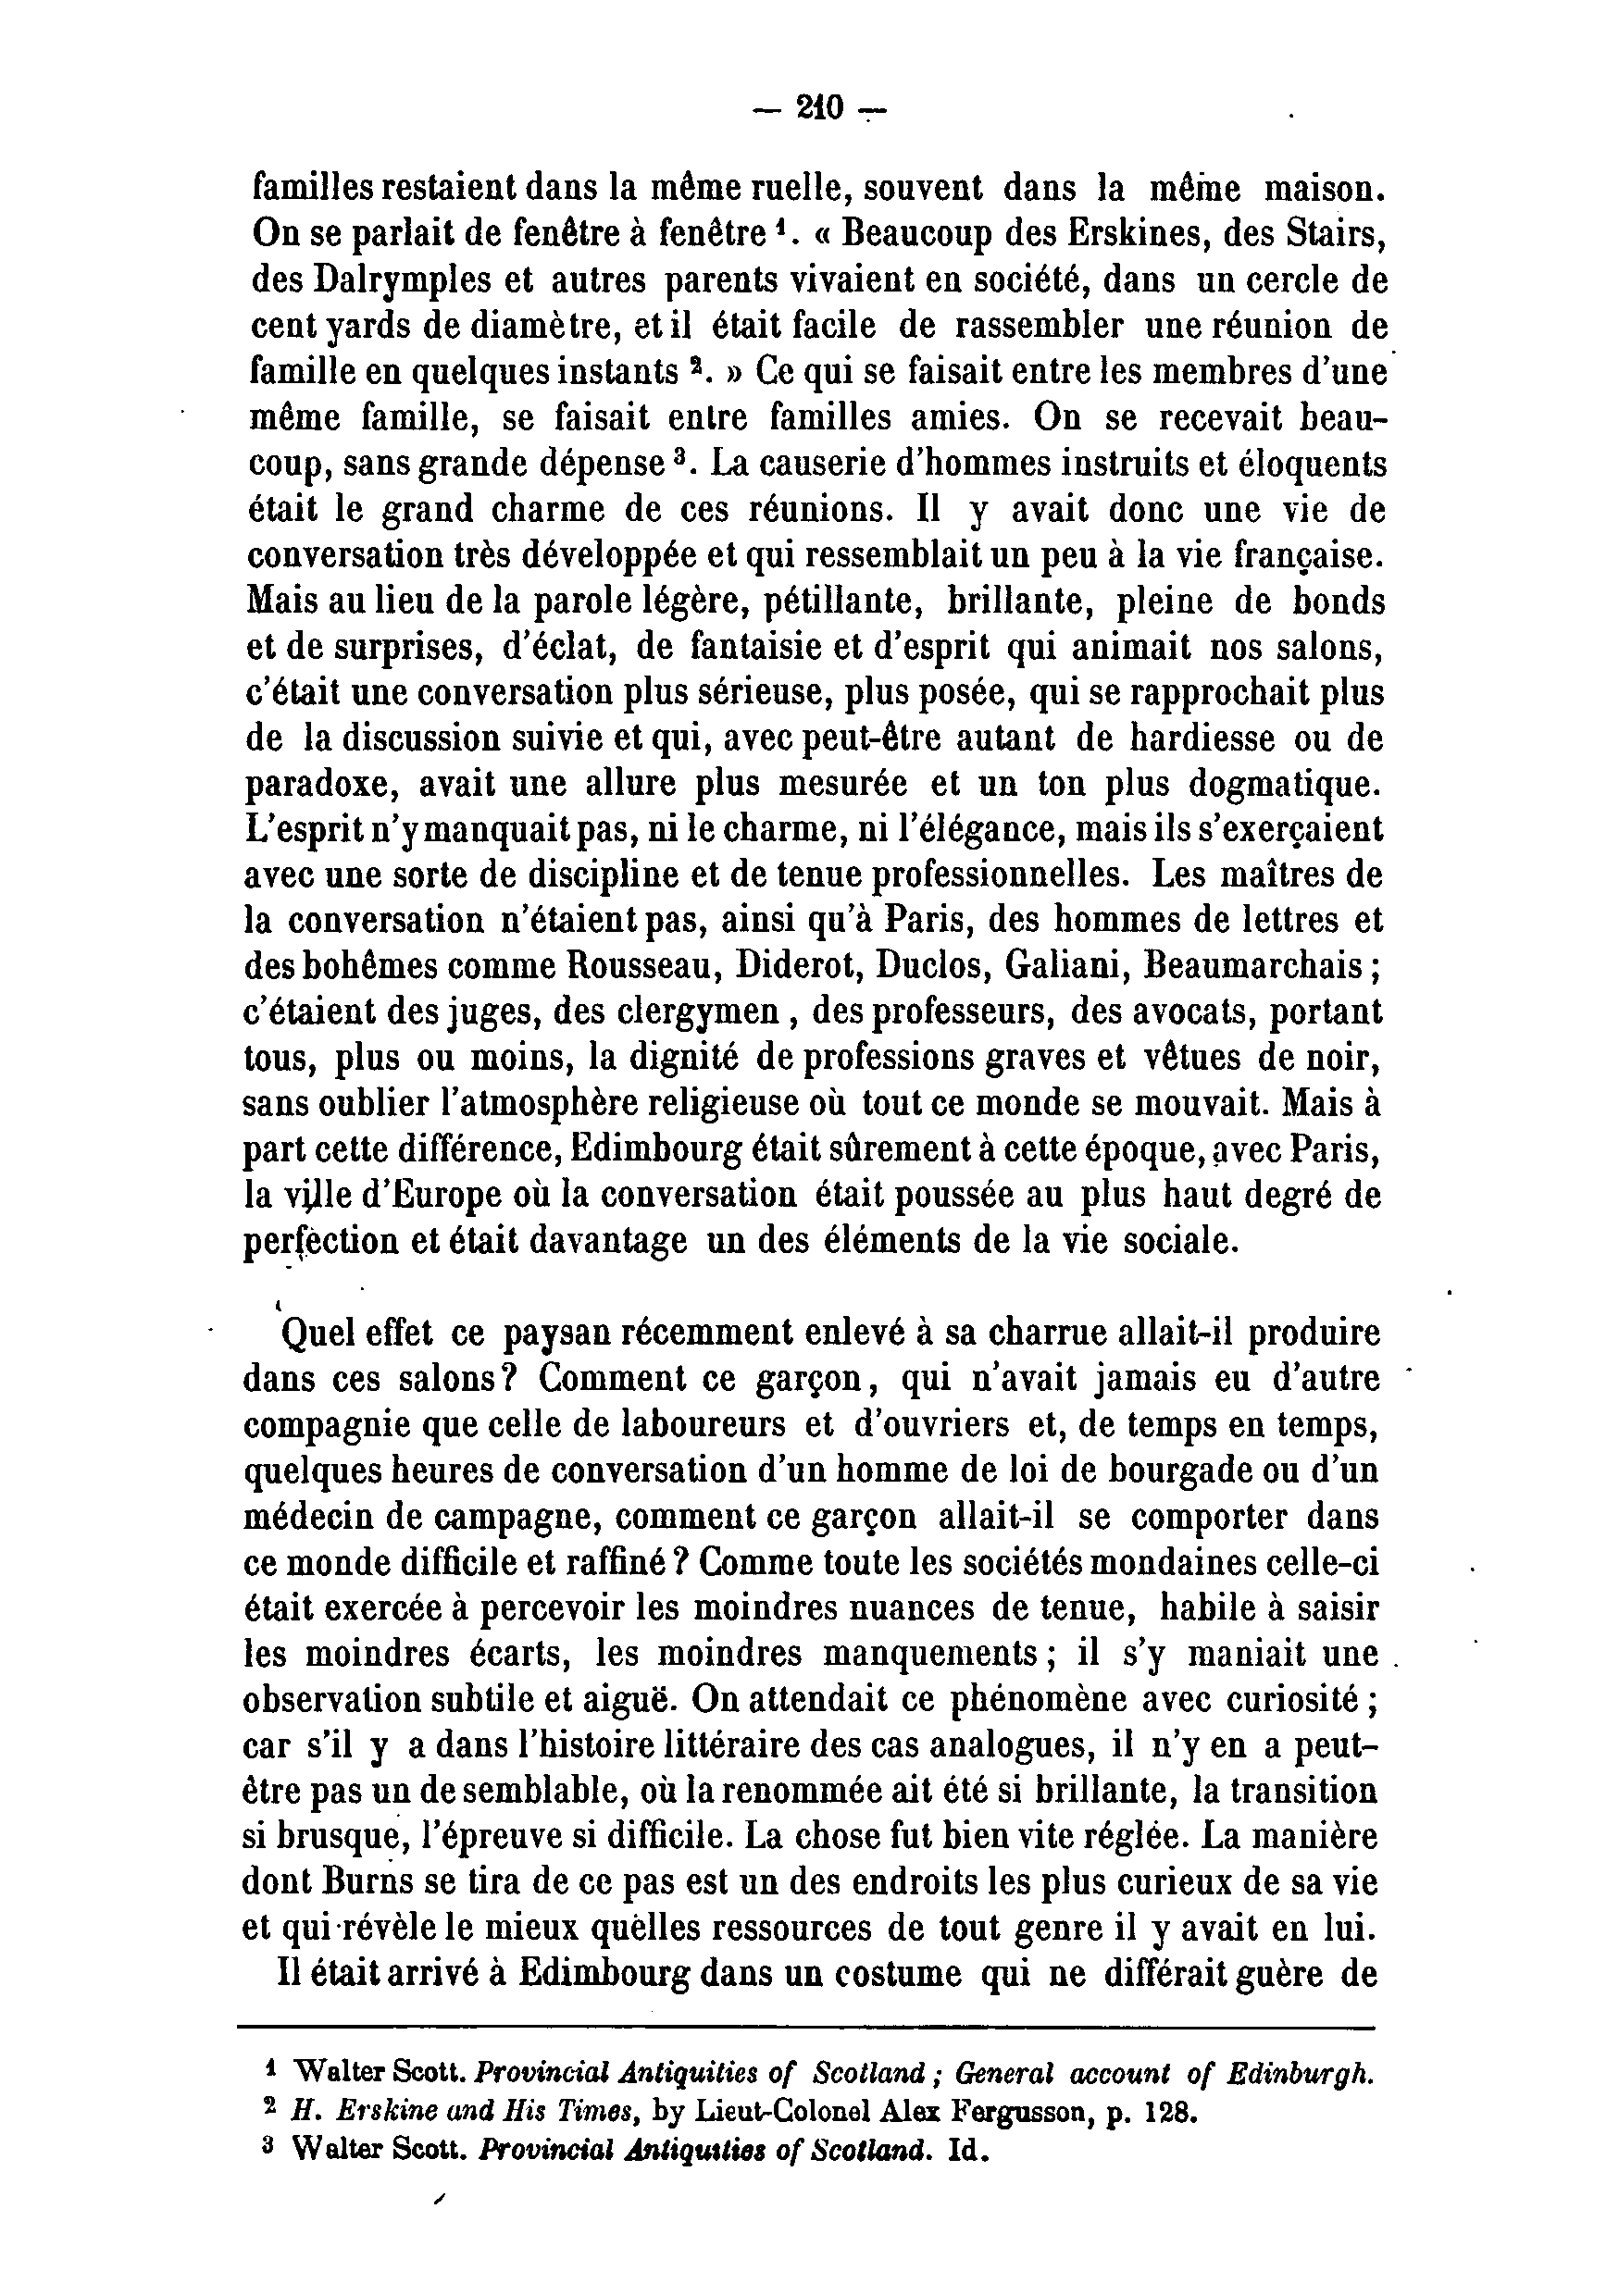 — 210 —
familles restaient dans la même ruelle, souvent dans la même maison.
On se parlait de fenêtre à fenêtre ¹. « Beaucoup des Erskines, des Stairs,
des Dalrymples et autres parents vivaient en société, dans un cercle de
cent yards de diamètre, et il était facile de rassembler une réunion de
famille en quelques instants ². » Ce qui se faisait entre les membres d'une
même famille, se faisait entre familles amies. On se recevait beau-
coup, sans grande dépense ³. La causerie d'hommes instruits et éloquents
était le grand charme de ces réunions. Il y avait donc une vie de
conversation très développée et qui ressemblait un peu à la vie française.
Mais au lieu de la parole légère, pétillante, brillante, pleine de bonds
et de surprises, d'éclat, de fantaisie et d'esprit qui animait nos salons,
c'était une conversation plus sérieuse, plus posée, qui se rapprochait plus
de la discussion suivie et qui, avec peut-être autant de hardiesse ou de
paradoxe, avait une allure plus mesurée et un ton plus dogmatique.
L'esprit n'y manquait pas, ni le charme, ni l'élégance, mais ils s'exerçaient
avec une sorte de discipline et de tenue professionnelles. Les maîtres de
la conversation n'étaient pas, ainsi qu'à Paris, des hommes de lettres et
des bohêmes comme Rousseau, Diderot, Duclos, Galiani, Beaumarchais ;
c'étaient des juges, des clergymen , des professeurs, des avocats, portant
tous, plus ou moins, la dignité de professions graves et vêtues de noir,
sans oublier l'atmosphère religieuse où tout ce monde se mouvait. Mais à
part cette différence, Edimbourg était sûrement à cette époque, avec Paris,
la ville d'Europe où la conversation était poussée au plus haut degré de
perfection et était davantage un des éléments de la vie sociale.
Quel effet ce paysan récemment enlevé à sa charrue allait-il produire
dans ces salons? Comment ce garçon, qui n'avait jamais eu d'autre
compagnie que celle de laboureurs et d'ouvriers et, de temps en temps,
quelques heures de conversation d'un homme de loi de bourgade ou d'un
médecin de campagne, comment ce garçon allait-il se comporter dans
ce monde difficile et raffiné ? Comme toute les sociétés mondaines celle-ci
était exercée à percevoir les moindres nuances de tenue, habile à saisir
les moindres écarts, les moindres manquements ; il s'y maniait une
observation subtile et aiguë. On attendait ce phénomène avec curiosité ;
car s'il y a dans l'histoire littéraire des cas analogues, il n'y en a peut-
être pas un de semblable, où la renommée ait été si brillante, la transition
si brusque, l'épreuve si difficile. La chose fut bien vite réglée. La manière
dont Burns se tira de ce pas est un des endroits les plus curieux de sa vie
et qui révèle le mieux quelles ressources de tout genre il y avait en lui.
Il était arrivé à Edimbourg dans un costume qui ne différait guère de
¹ Walter Scott. Provincial Antiquities of Scotland ; General account of Edinburgh.
² H. Erskine and His Times, by Lieut-Colonel Alex Fergusson, p. 128.
³ Walter Scott. Provincial Antiquities of Scotland. Id.